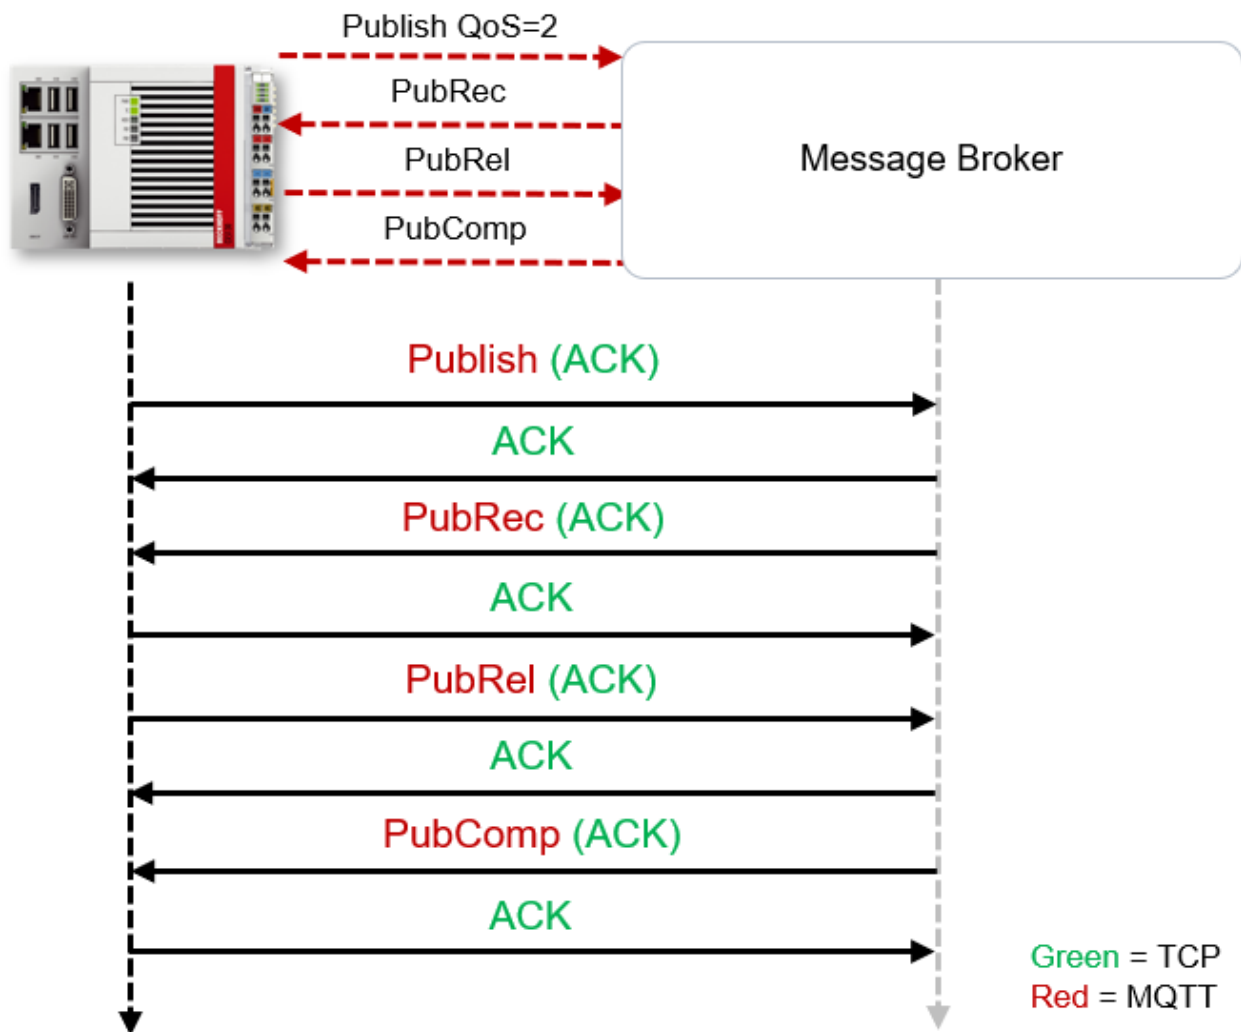 Publish QoS=2
PubRec
PubRel
PubComp
Message Broker
BECKHOFF
Publish (ACK)
ACK
PubRec (ACK)
ACK
PubRel (ACK)
ACK
PubComp (ACK)
ACK
Green = TCP
Red = MQTT